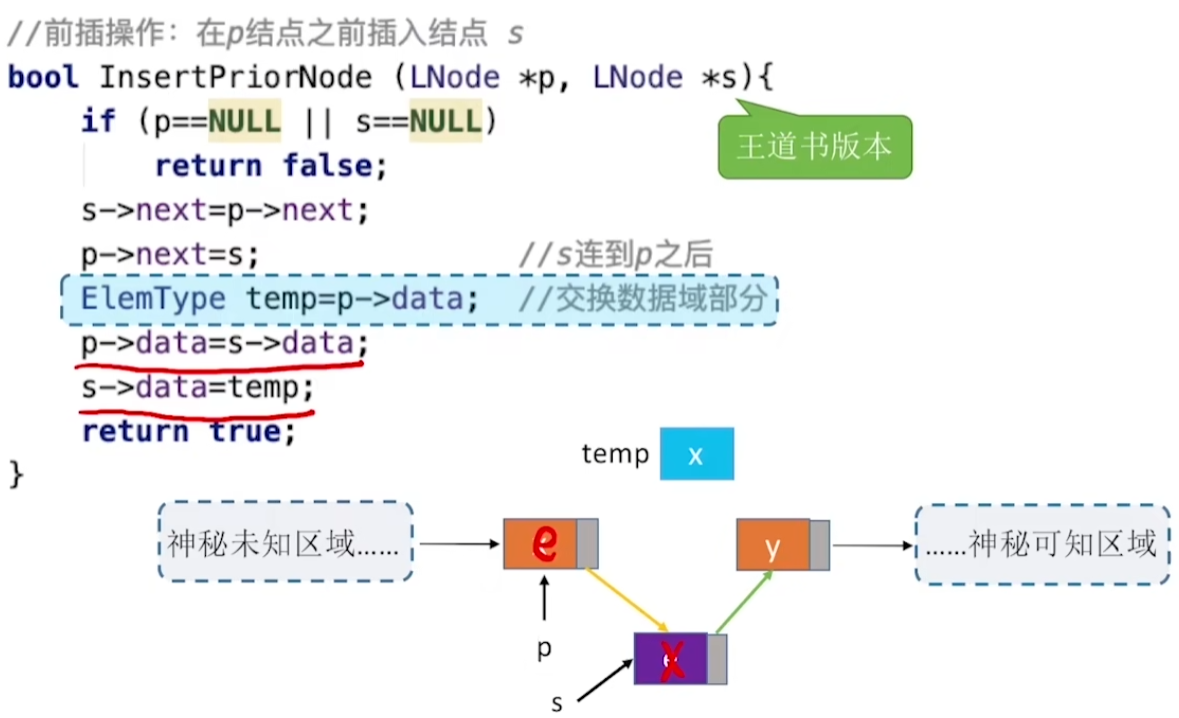 //前插操作：在p结点之前插入结点 s
bool InsertPriorNode (LNode *p, LNode *s){
if (p==NULL || s==NULL)
return false;
王道书版本
s->next=p->next;
p->next=s; //s连到p之后
ElemType temp=p->data; //交换数据域部分
p->data=s->data;
s->data=temp;
return true;
}
temp x
神秘未知区域…… e y ……神秘可知区域
p
X
s